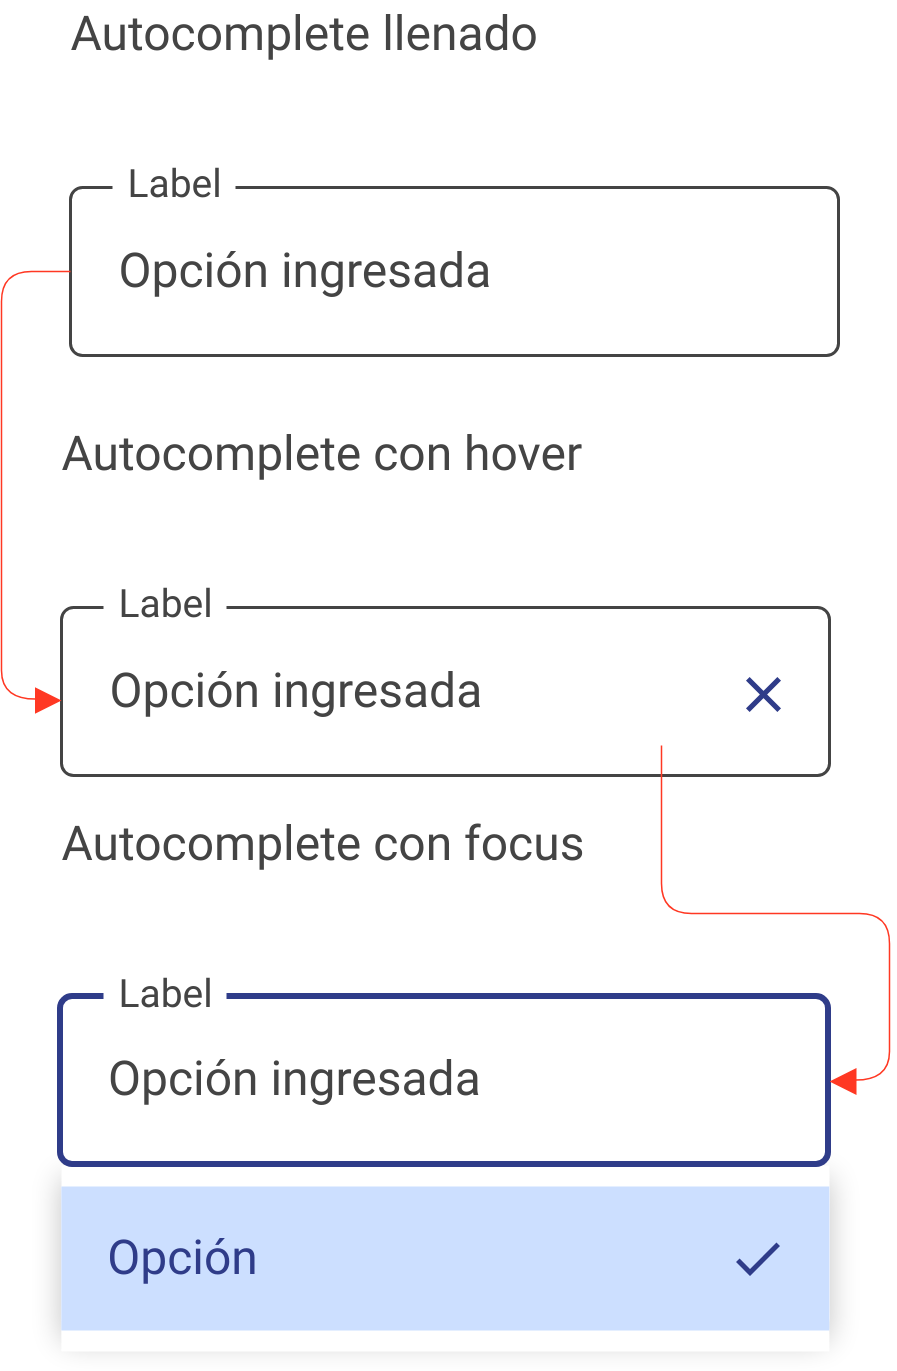 Autocomplete llenado
Label
Opción ingresada
Autocomplete con hover
Label
Opción ingresada
Autocomplete con focus
Label
Opción ingresada
Opción